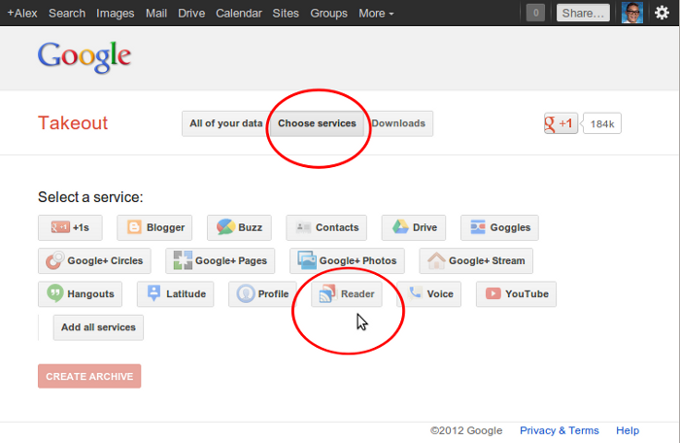 +Alex Search Images Mail Drive Calendar Sites Groups More 0 Share...
Google
Takeout All of your data Choose services Downloads +1 184k
Select a service:
+1 +1s Blogger Buzz Contacts Drive Goggles
Google+ Circles Google+ Pages Google+ Photos Google+ Stream
Hangouts Latitude Profile Reader Voice YouTube
Add all services
CREATE ARCHIVE
©2012 Google Privacy & Terms Help